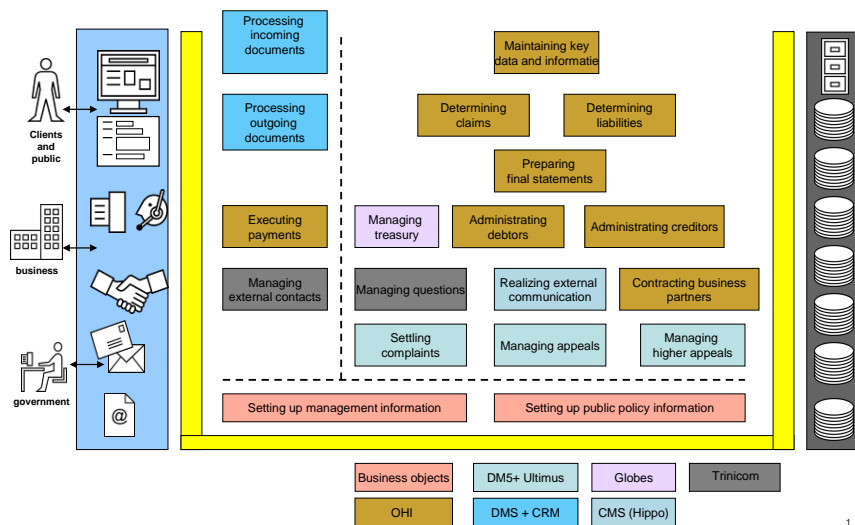 Processing
incoming
documents
Maintaining key
data and informatie
Processing
outgoing
documents
Determining
claims
Determining
liabilities
Clients
and
public
Preparing
final statements
Executing
payments
Managing
treasury
Administrating
debtors
Administrating creditors
business
Managing
external contacts
Managing questions
Realizing external
communication
Contracting business
partners
Settling
complaints
Managing appeals
Managing
higher appeals
government
@
Setting up management information
Setting up public policy information
Business objects
DM5+ Ultimus
Globes
Trinicom
OHI
DMS + CRM
CMS (Hippo)
1